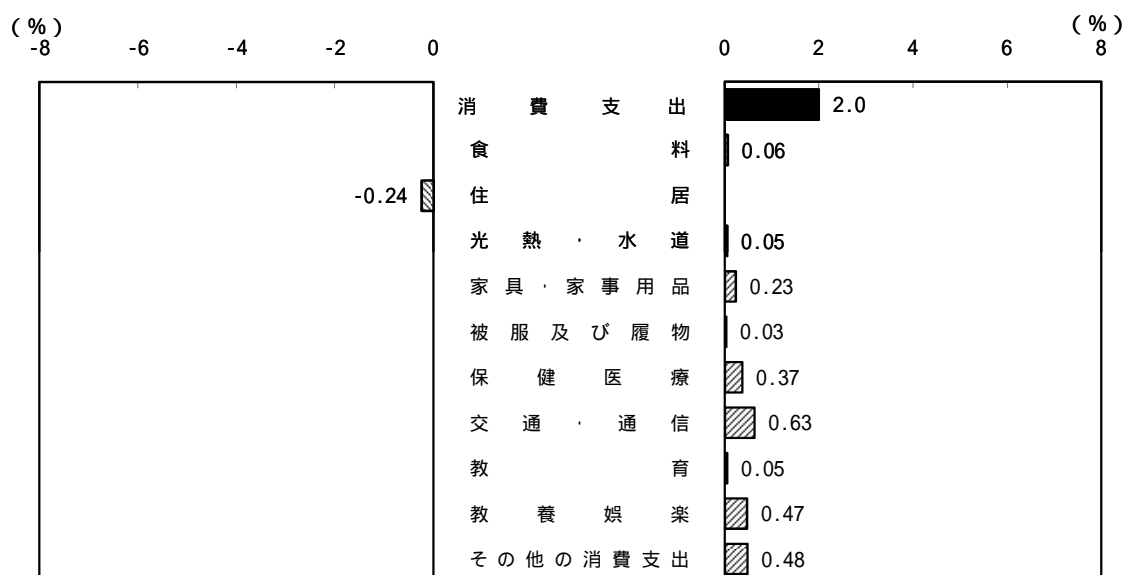 (%) (%)
-8 -6 -4 -2 0 0 2 4 6 8
消費支出 2.0
食料 0.06
-0.24 住居
光熱・水道 0.05
家具・家事用品 0.23
被服及び履物 0.03
保健医療 0.37
交通・通信 0.63
教育 0.05
教養娯楽 0.47
その他の消費支出 0.48